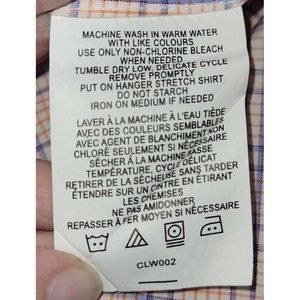 MACHINE WASH IN WARM WATER
WITH LIKE COLOURS
USE ONLY NON-CHLORINE BLEACH
WHEN NEEDED
TUMBLE DRY LOW, DELICATE CYCLE
REMOVE PROMPTLY
PUT ON HANGER STRETCH SHIRT
DO NOT STARCH
IRON ON MEDIUM IF NEEDED
LAVER À LA MACHINE À L'EAU TIÈDE
AVEC DES COULEURS SEMBLABLES
AVEC AGENT DE BLANCHIMENT NON
CHLORÉ SEULEMENT SI NÉCESSAIRE
SÉCHER À LA MACHINE BASSE
TEMPÉRATURE, CYCLE DÉLICAT
RETIRER DE LA SÉCHEUSE SANS TARDER
ÉTENDRE SUR UN CINTRE EN ÉTIRANT
LES CHEMISES
NE PAS AMIDONNER
REPASSER À FER MOYEN SI NÉCESSAIRE
CLW002